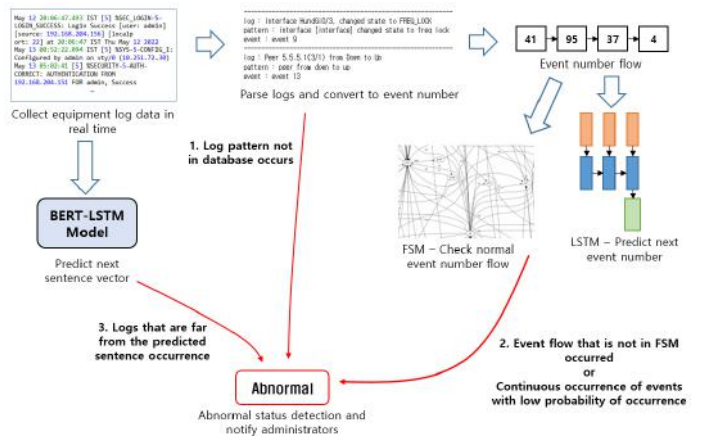 May 12 20:06:47.493 IST [5] %SEC_LOGIN-5-
LOGIN_SUCCESS: Login Success [user: admin]
[source: 192.168.204.156] [localp
ort: 22] at 20:06:47 IST Thu May 12 2022
May 13 03:52:22.894 IST [5] %SYS-5-CONFIG_I:
Configured by admin on vty/0 (10.251.72.30)
May 13 05:02:41 [5] %SECURITY-5-AUTH-
CORRECT: AUTHENTICATION FROM
192.168.204.151 FOR admin, Success
~
Collect equipment log data in
real time
log : Interface HundGi0/3, changed state to FREQ_LOCK
pattern : interface [interface] changed state to freq lock
event : event 9
log : Peer 5.5.5.1(3/1) from Down to Up
pattern : peer from down to up
event : event 13
Parse logs and convert to event number
41 95 37 4
Event number flow
1. Log pattern not
in database occurs
BERT-LSTM
Model
Predict next
sentence vector
FSM – Check normal
event number flow
LSTM – Predict next
event number
3. Logs that are far
from the predicted
sentence occurrence
2. Event flow that is not in FSM
occurred
or
Continuous occurrence of events
with low probability of occurrence
Abnormal
Abnormal status detection and
notify administrators